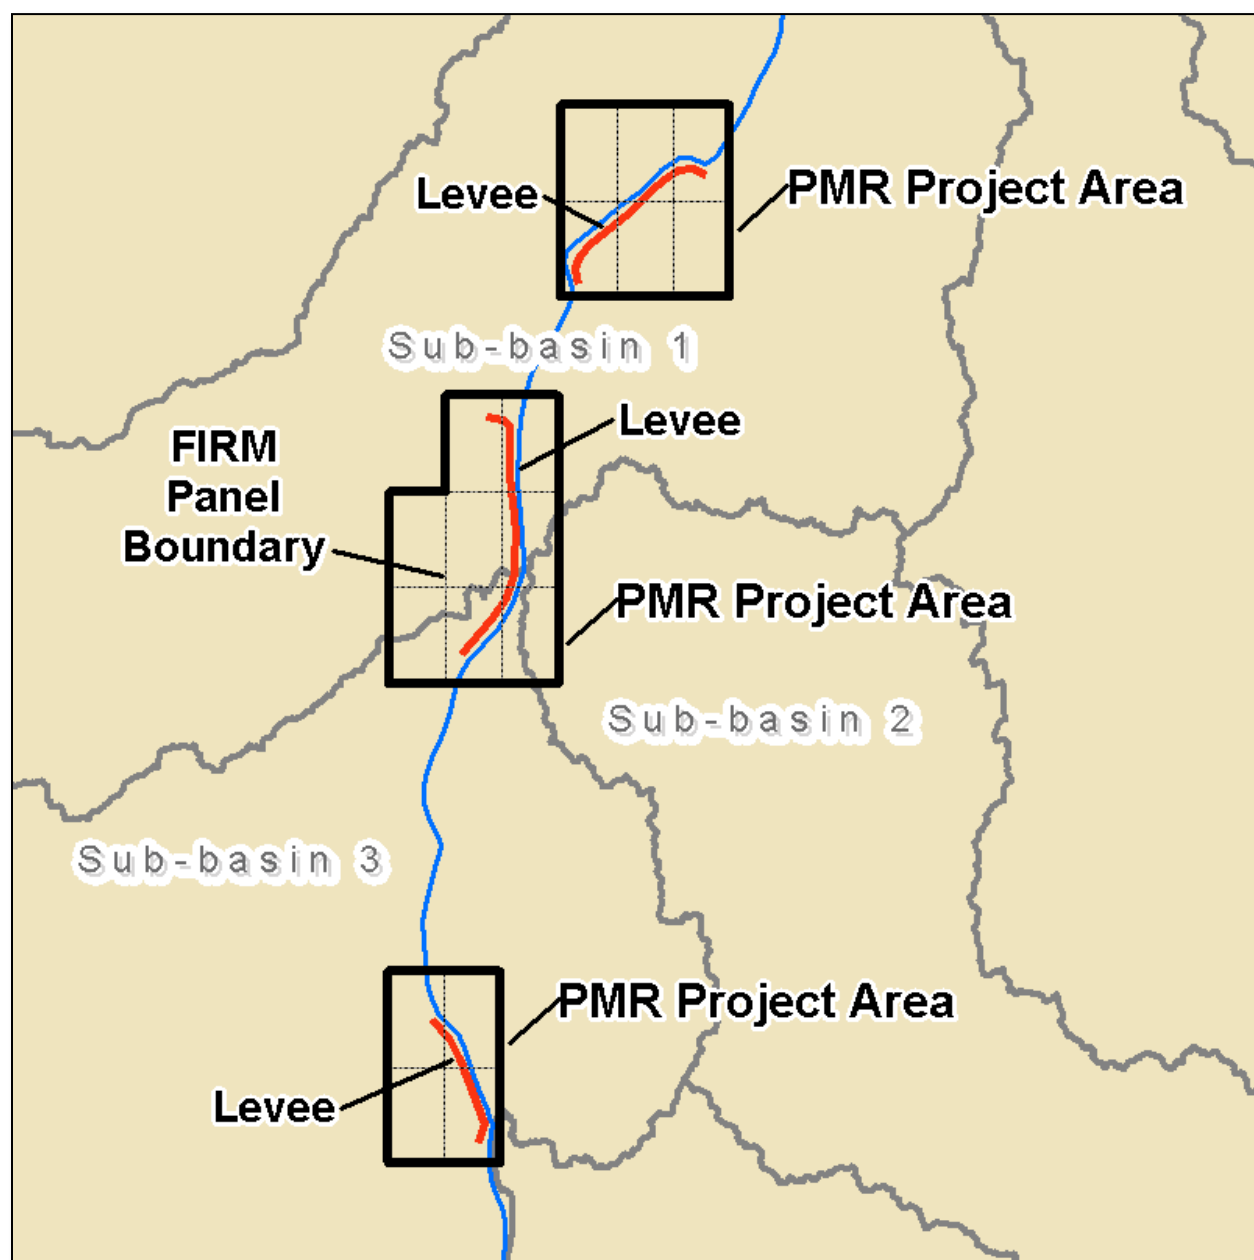 PMR Project Area
Levee
Sub-basin 1
Levee
FIRM
Panel
Boundary
PMR Project Area
Sub-basin 2
Sub-basin 3
PMR Project Area
Levee